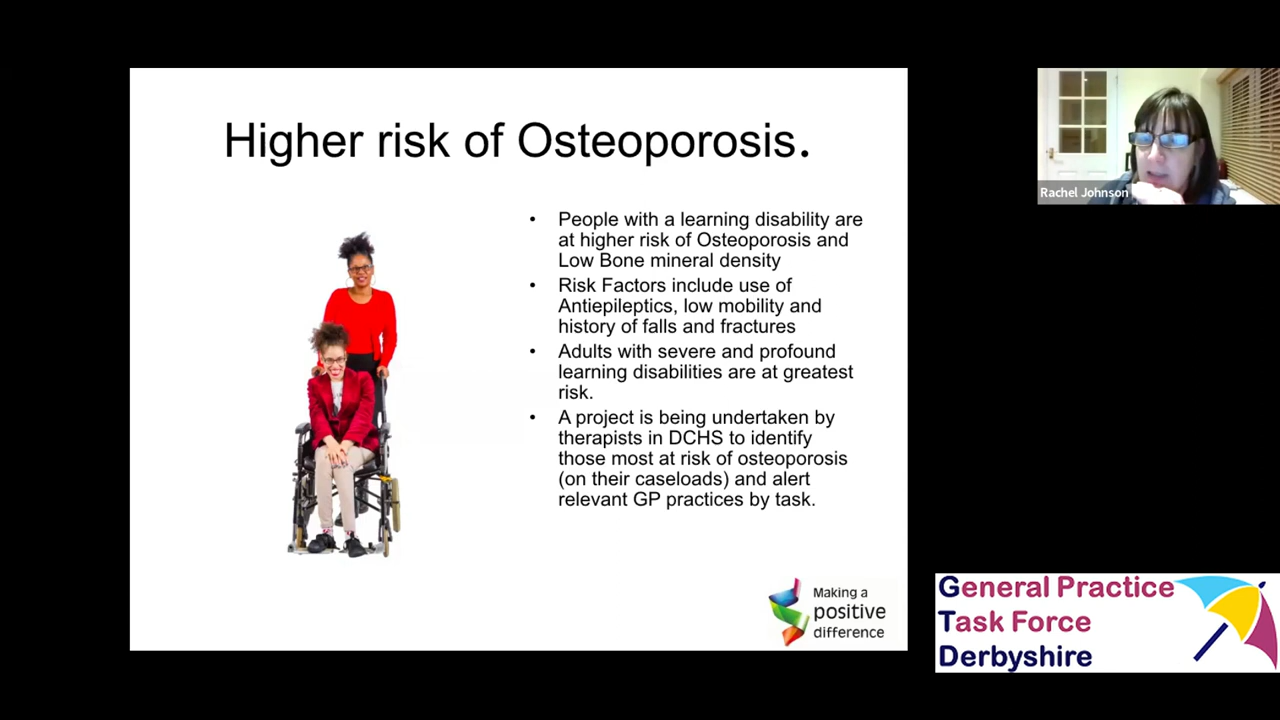 Higher risk of Osteoporosis.
• People with a learning disability are
at higher risk of Osteoporosis and
Low Bone mineral density
• Risk Factors include use of
Antiepileptics, low mobility and
history of falls and fractures
• Adults with severe and profound
learning disabilities are at greatest
risk.
• A project is being undertaken by
therapists in DCHS to identify
those most at risk of osteoporosis
(on their caseloads) and alert
relevant GP practices by task.
Making a
positive
difference
Rachel Johnson
General Practice
Task Force
Derbyshire